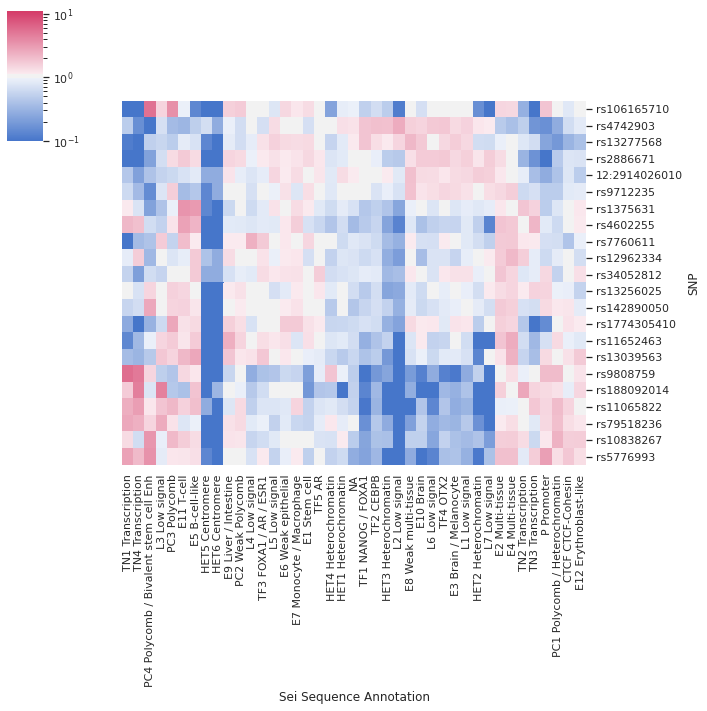 10^1
10^0
10^−1
rs106165710
rs4742903
rs13277568
rs2886671
12:2914026010
rs9712235
rs1375631
rs4602255
rs7760611
rs12962334
rs34052812
rs13256025
rs142890050
rs1774305410
rs11652463
rs13039563
rs9808759
rs188092014
rs11065822
rs79518236
rs10838267
rs5776993
SNP
TN1 Transcription
TN4 Transcription
PC4 Polycomb / Bivalent stem cell Enh
L3 Low signal
PC3 Polycomb
E11 T-cell
E5 B-cell-like
HET5 Centromere
HET6 Centromere
E9 Liver / Intestine
PC2 Weak Polycomb
L4 Low signal
TF3 FOXA1 / AR / ESR1
L5 Low signal
E6 Weak epithelial
E7 Monocyte / Macrophage
E1 Stem cell
TF5 AR
HET4 Heterochromatin
HET1 Heterochromatin
NA
TF1 NANOG / FOXA1
TF2 CEBPB
HET3 Heterochromatin
L2 Low signal
E8 Weak multi-tissue
E10 Brain
L6 Low signal
TF4 OTX2
E3 Brain / Melanocyte
L1 Low signal
HET2 Heterochromatin
L7 Low signal
E2 Multi-tissue
E4 Multi-tissue
TN2 Transcription
TN3 Transcription
P Promoter
PC1 Polycomb / Heterochromatin
CTCF CTCF-Cohesin
E12 Erythroblast-like
Sei Sequence Annotation